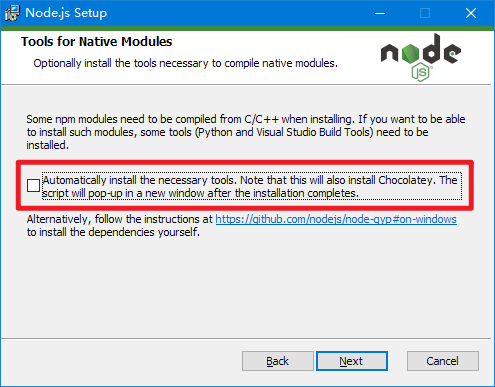 Node.js Setup
Tools for Native Modules
Optionally install the tools necessary to compile native modules.
node
JS
Some npm modules need to be compiled from C/C++ when installing. If you want to be able
to install such modules, some tools (Python and Visual Studio Build Tools) need to be
installed.
Automatically install the necessary tools. Note that this will also install Chocolatey. The
script will pop-up in a new window after the installation completes.
Alternatively, follow the instructions at https://github.com/nodejs/node-gyp#on-windows
to install the dependencies yourself.
Back Next Cancel